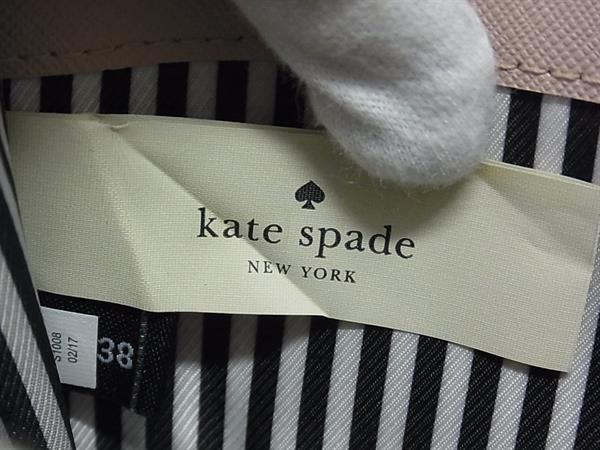 kate spade
NEW YORK
S1008
02/17
38